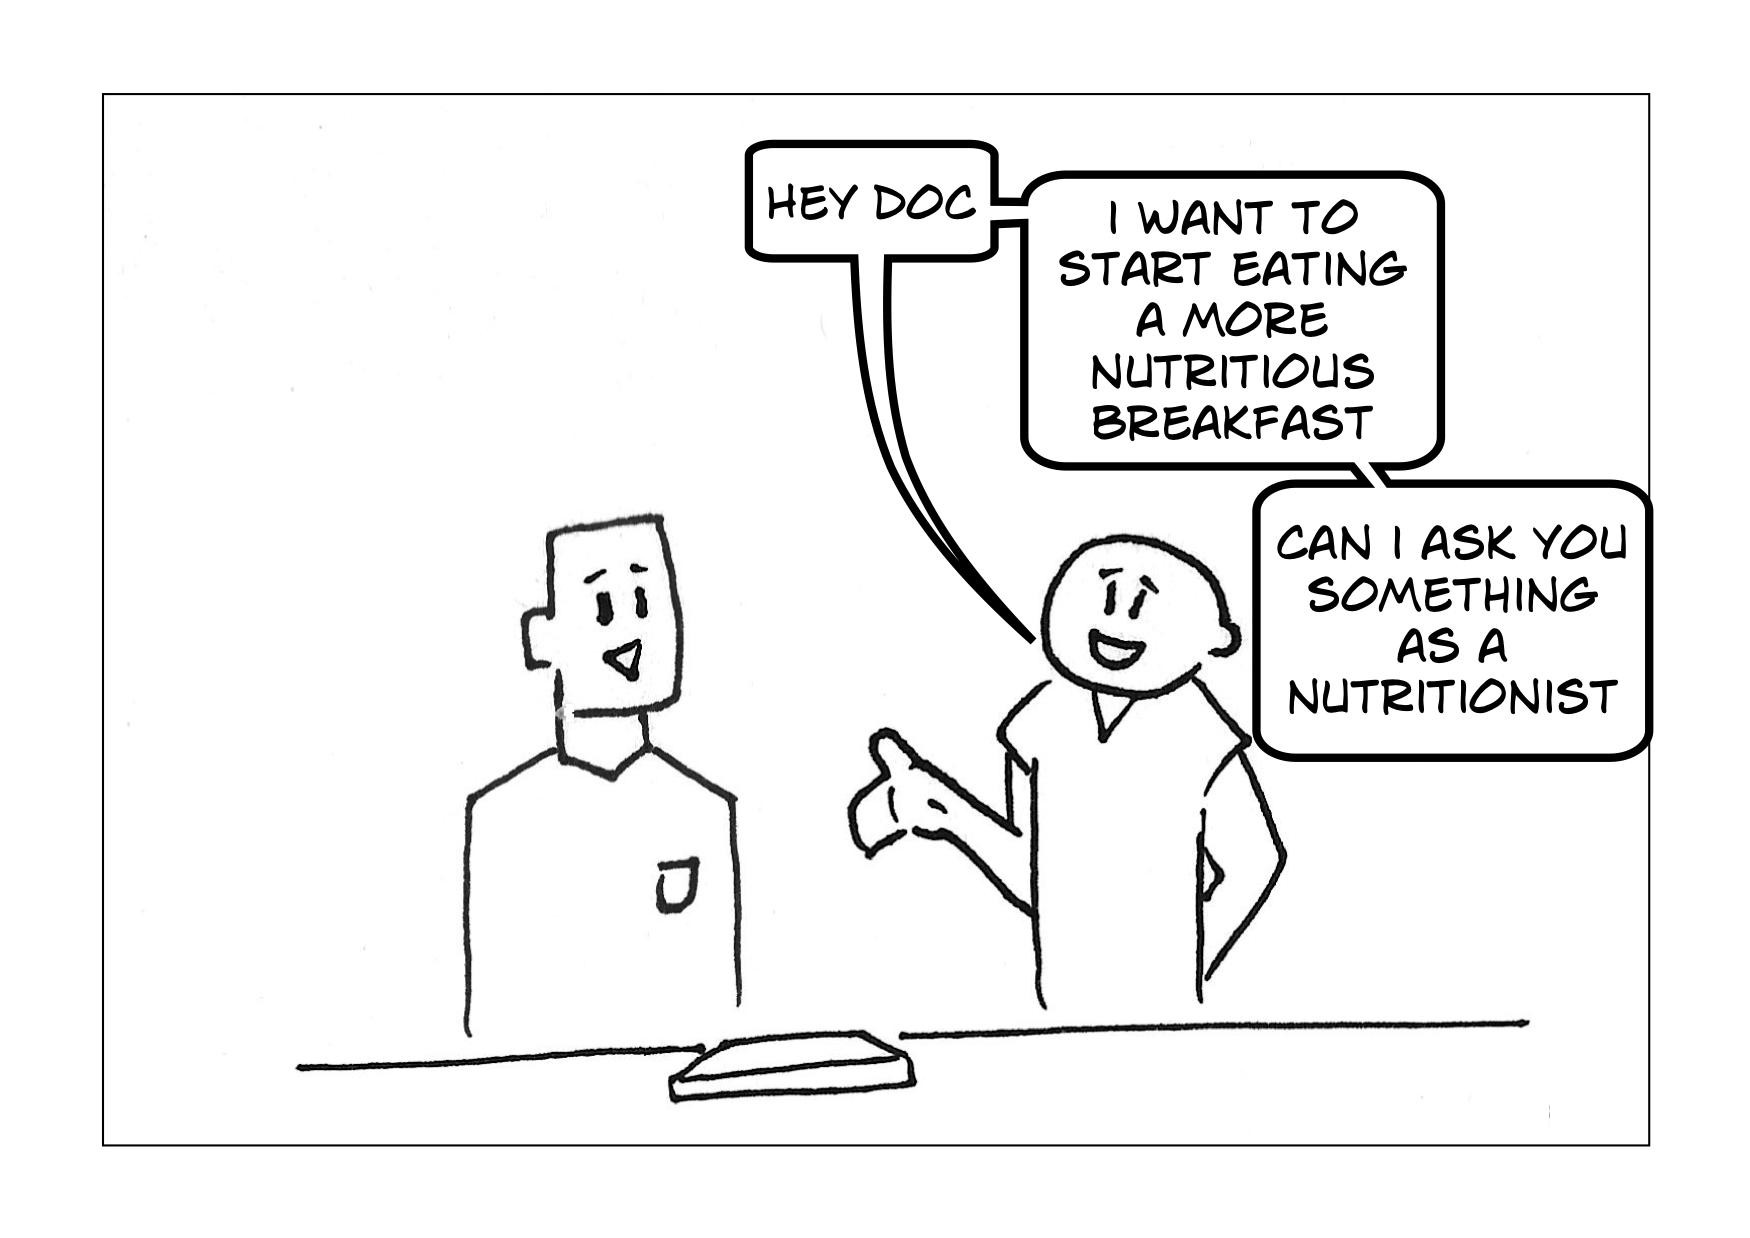 HEY DOC
I WANT TO
START EATING
A MORE
NUTRITIOUS
BREAKFAST
CAN I ASK YOU
SOMETHING
AS A
NUTRITIONIST